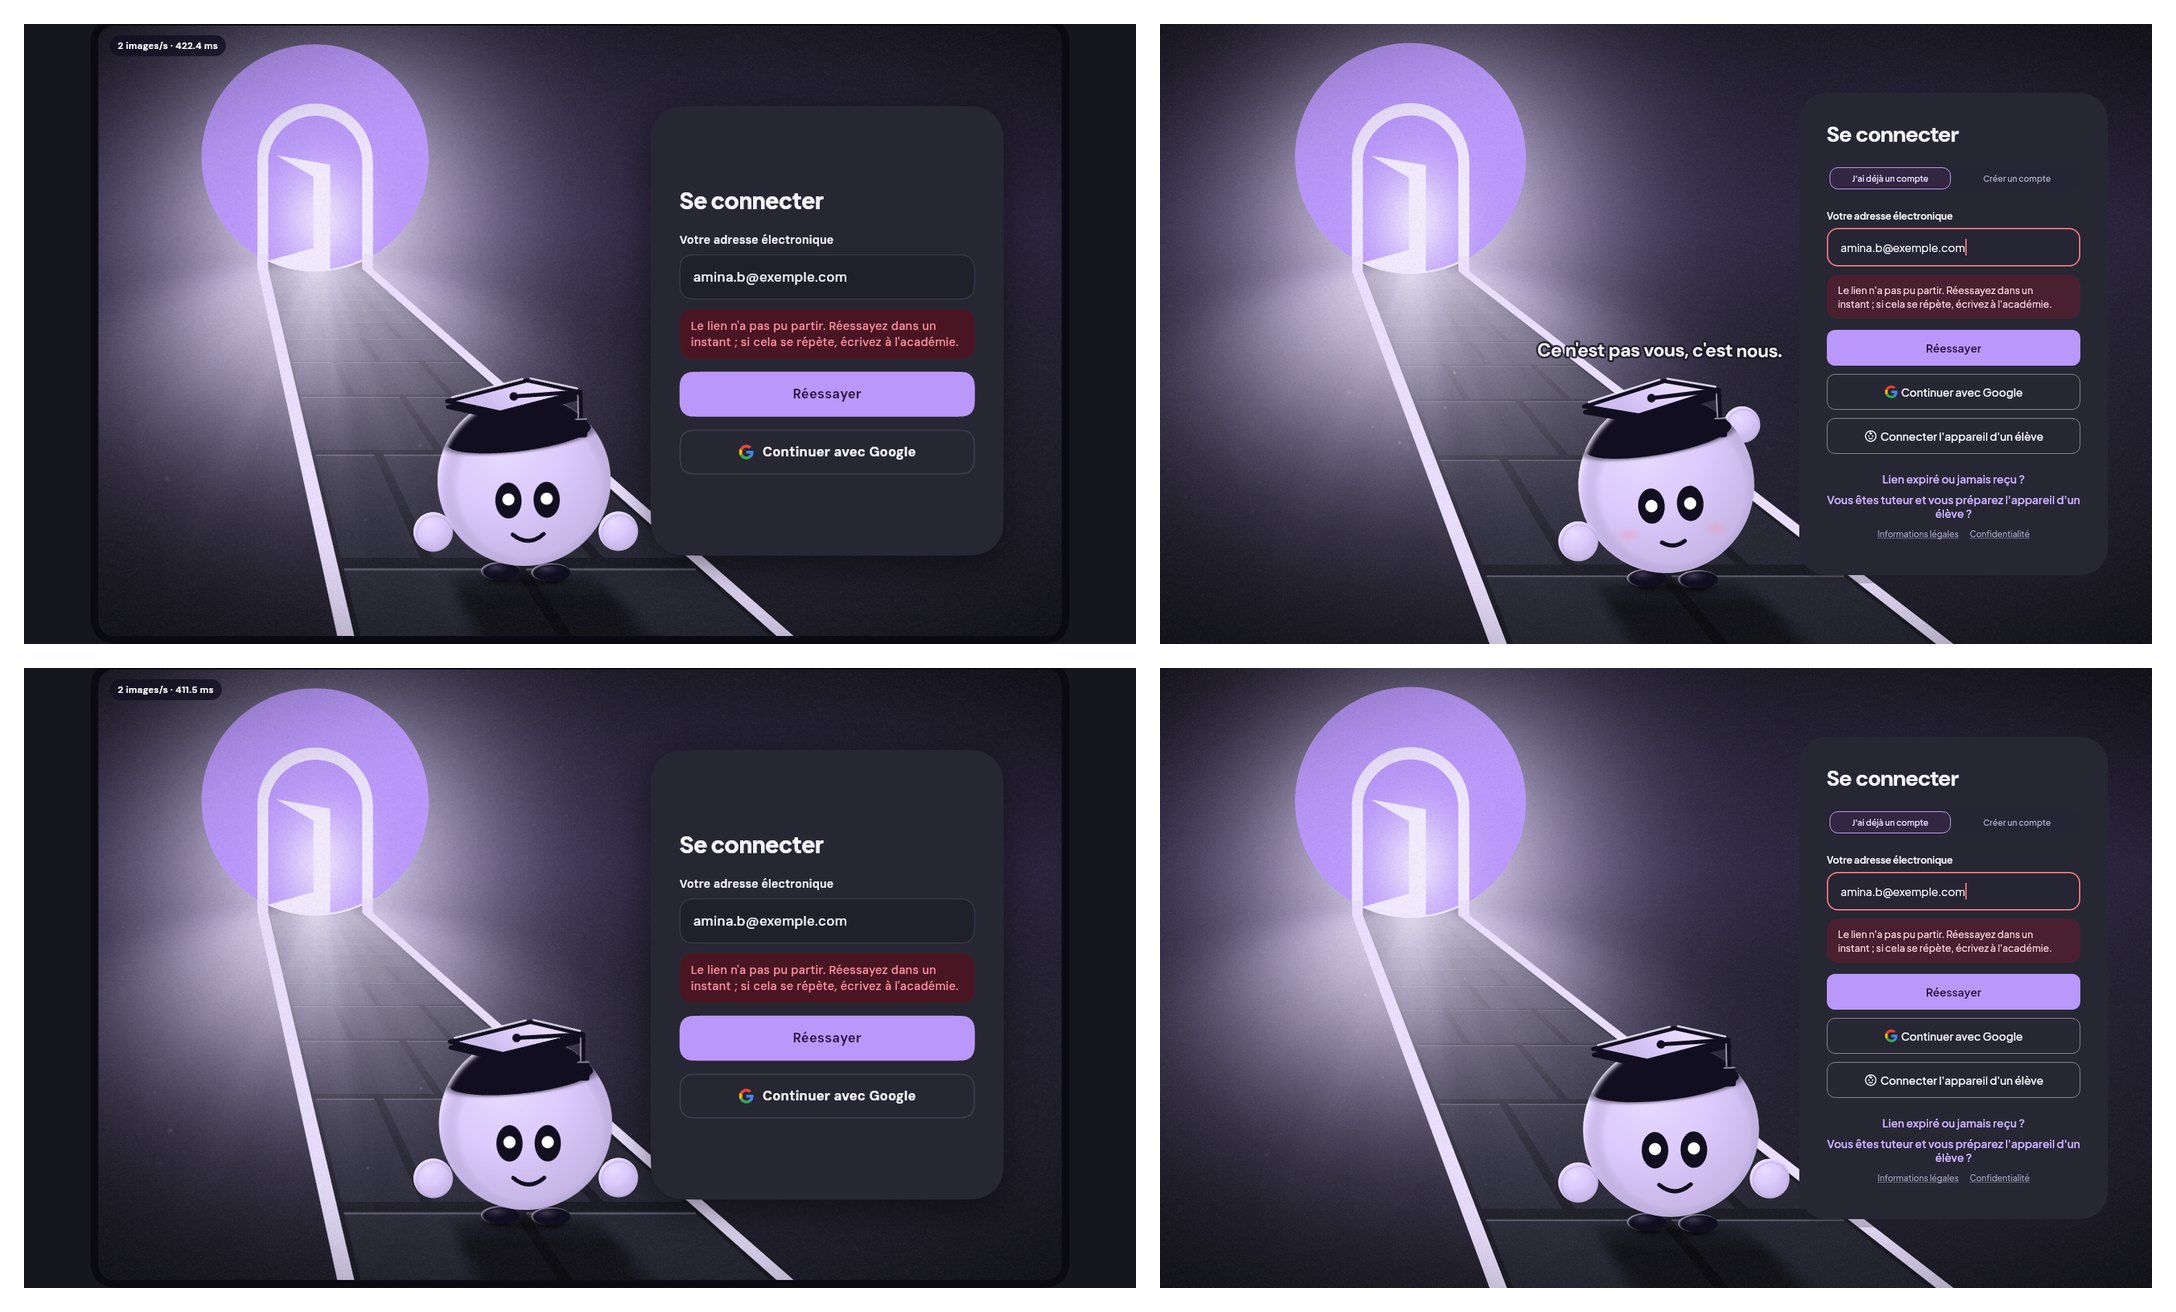 2 images/s · 422.4 ms
Se connecter
Votre adresse électronique
amina.b@exemple.com
Le lien n'a pas pu partir. Réessayez dans un
instant ; si cela se répète, écrivez à l'académie.
Réessayer
Continuer avec Google
Ce n'est pas vous, c'est nous.
Se connecter
J'ai déjà un compte
Créer un compte
Votre adresse électronique
amina.b@exemple.com
Le lien n'a pas pu partir. Réessayez dans un
instant ; si cela se répète, écrivez à l'académie.
Réessayer
Continuer avec Google
Connecter l'appareil d'un élève
Lien expiré ou jamais reçu ?
Vous êtes tuteur et vous préparez l'appareil d'un
élève ?
Informations légales
Confidentialité
2 images/s · 411.5 ms
Se connecter
Votre adresse électronique
amina.b@exemple.com
Le lien n'a pas pu partir. Réessayez dans un
instant ; si cela se répète, écrivez à l'académie.
Réessayer
Continuer avec Google
Se connecter
J'ai déjà un compte
Créer un compte
Votre adresse électronique
amina.b@exemple.com
Le lien n'a pas pu partir. Réessayez dans un
instant ; si cela se répète, écrivez à l'académie.
Réessayer
Continuer avec Google
Connecter l'appareil d'un élève
Lien expiré ou jamais reçu ?
Vous êtes tuteur et vous préparez l'appareil d'un
élève ?
Informations légales
Confidentialité